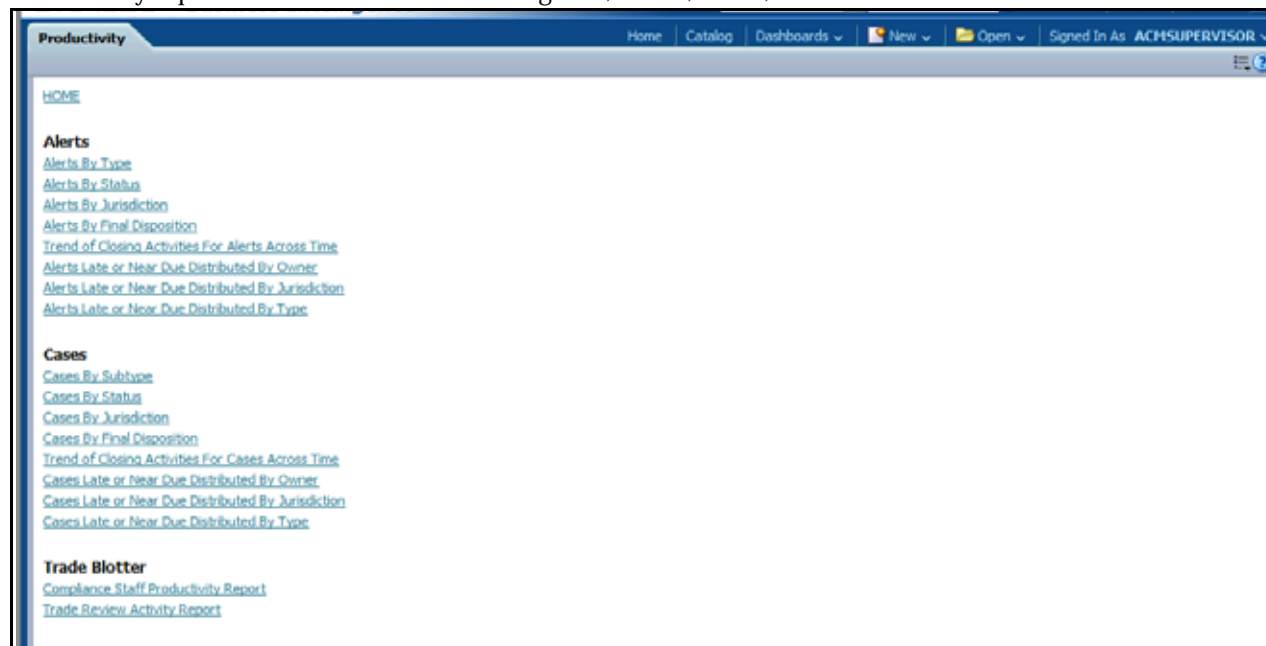 Productivity Home Catalog Dashboards New Open Signed In As ACMSUPERVISOR
HOME
Alerts
Alerts By Type
Alerts By Status
Alerts By Jurisdiction
Alerts By Final Disposition
Trend of Closing Activities For Alerts Across Time
Alerts Late or Near Due Distributed By Owner
Alerts Late or Near Due Distributed By Jurisdiction
Alerts Late or Near Due Distributed By Type
Cases
Cases By Subtype
Cases By Status
Cases By Jurisdiction
Cases By Final Disposition
Trend of Closing Activities For Cases Across Time
Cases Late or Near Due Distributed By Owner
Cases Late or Near Due Distributed By Jurisdiction
Cases Late or Near Due Distributed By Type
Trade Blotter
Compliance Staff Productivity Report
Trade Review Activity Report